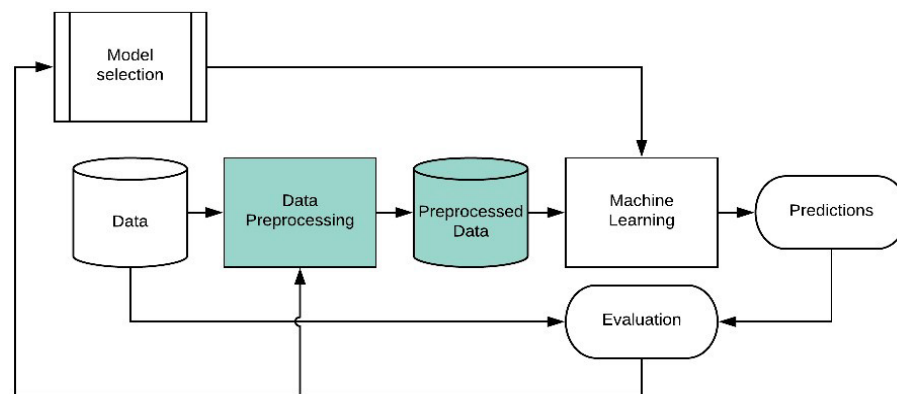 Model
selection
Data
Data
Preprocessing
Preprocessed
Data
Machine
Learning
Predictions
Evaluation